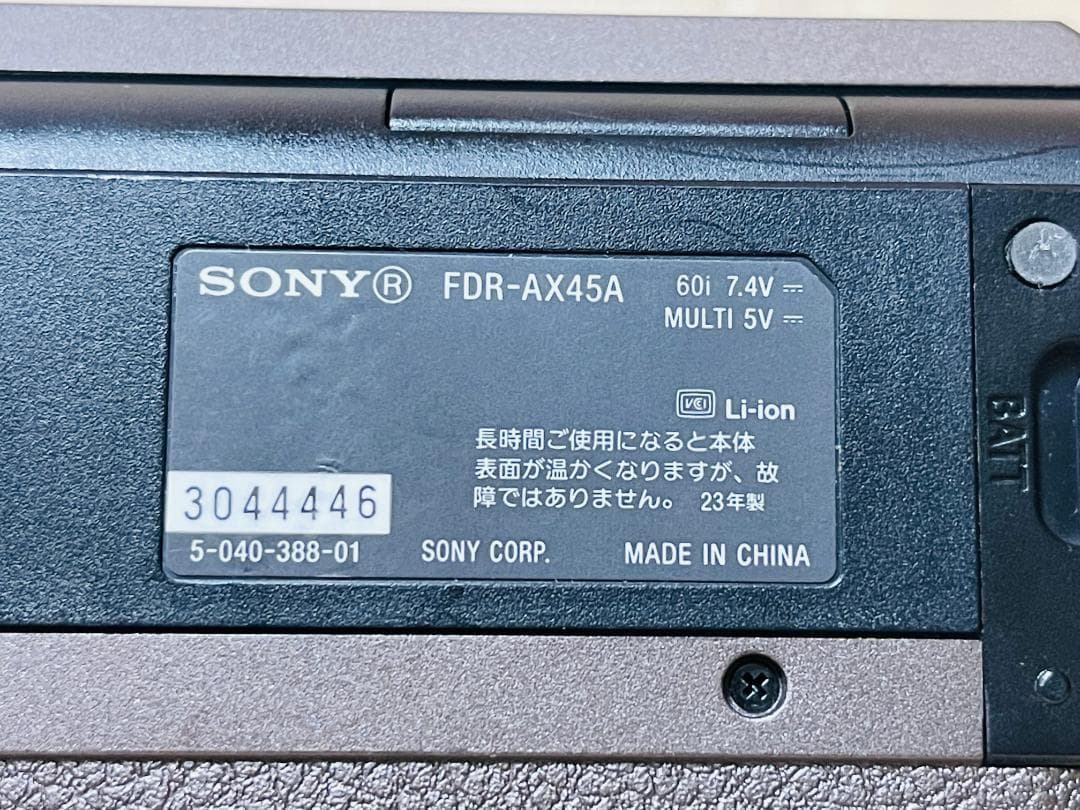 SONY® FDR-AX45A 60i 7.4V ⎓
MULTI 5V ⎓
VCI Li-ion
長時間ご使用になると本体
表面が温かくなりますが、故
障ではありません。 23年製
3044446
5-040-388-01 SONY CORP. MADE IN CHINA
BATT